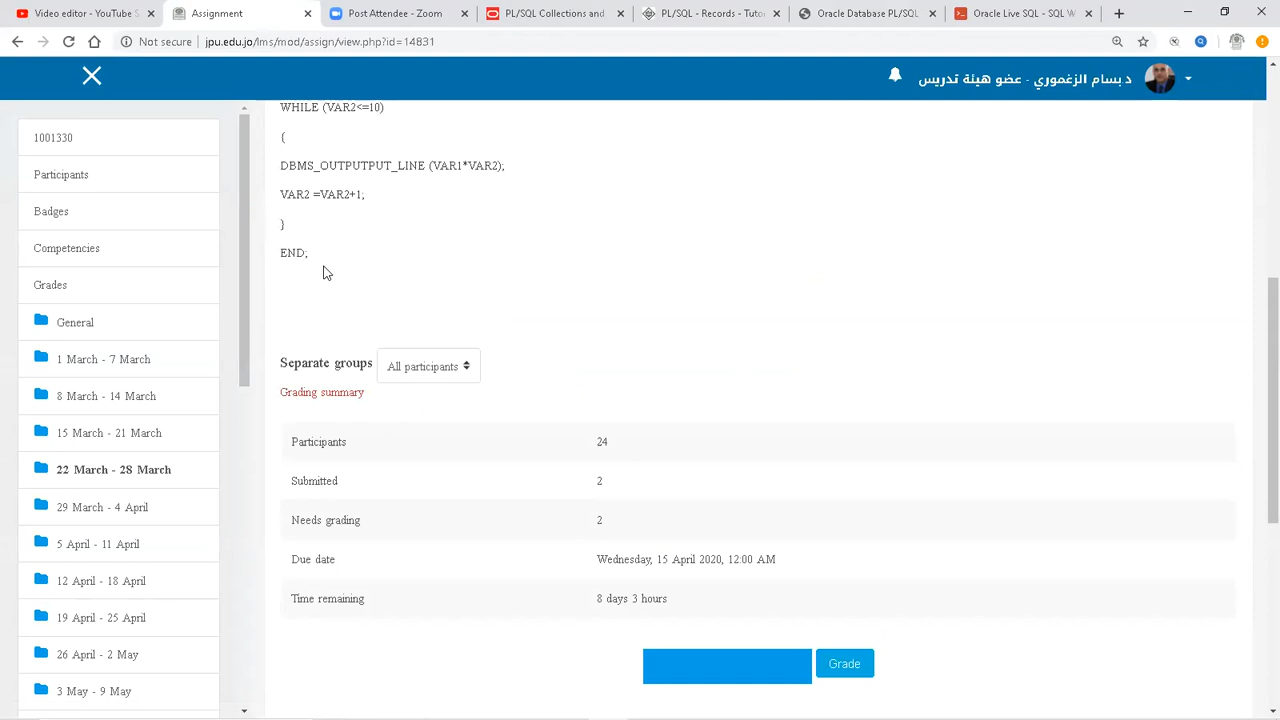 Video editor - YouTube S
Assignment
Post Attendee - Zoom
PL/SQL Collections and
PL/SQL - Records - Tuto
Oracle Database PL/SQL
Oracle Live SQL - SQL W
Not secure | jpu.edu.jo/lms/mod/assign/view.php?id=14831
د.بسام الزغموري - عضو هيئة تدريس
1001330
Participants
Badges
Competencies
Grades
General
1 March - 7 March
8 March - 14 March
15 March - 21 March
22 March - 28 March
29 March - 4 April
5 April - 11 April
12 April - 18 April
19 April - 25 April
26 April - 2 May
3 May - 9 May
WHILE (VAR2<=10)
{
DBMS_OUTPUTPUT_LINE (VAR1*VAR2);
VAR2 =VAR2+1;
}
END;
Separate groups All participants
Grading summary
Participants 24
Submitted 2
Needs grading 2
Due date Wednesday, 15 April 2020, 12:00 AM
Time remaining 8 days 3 hours
Grade